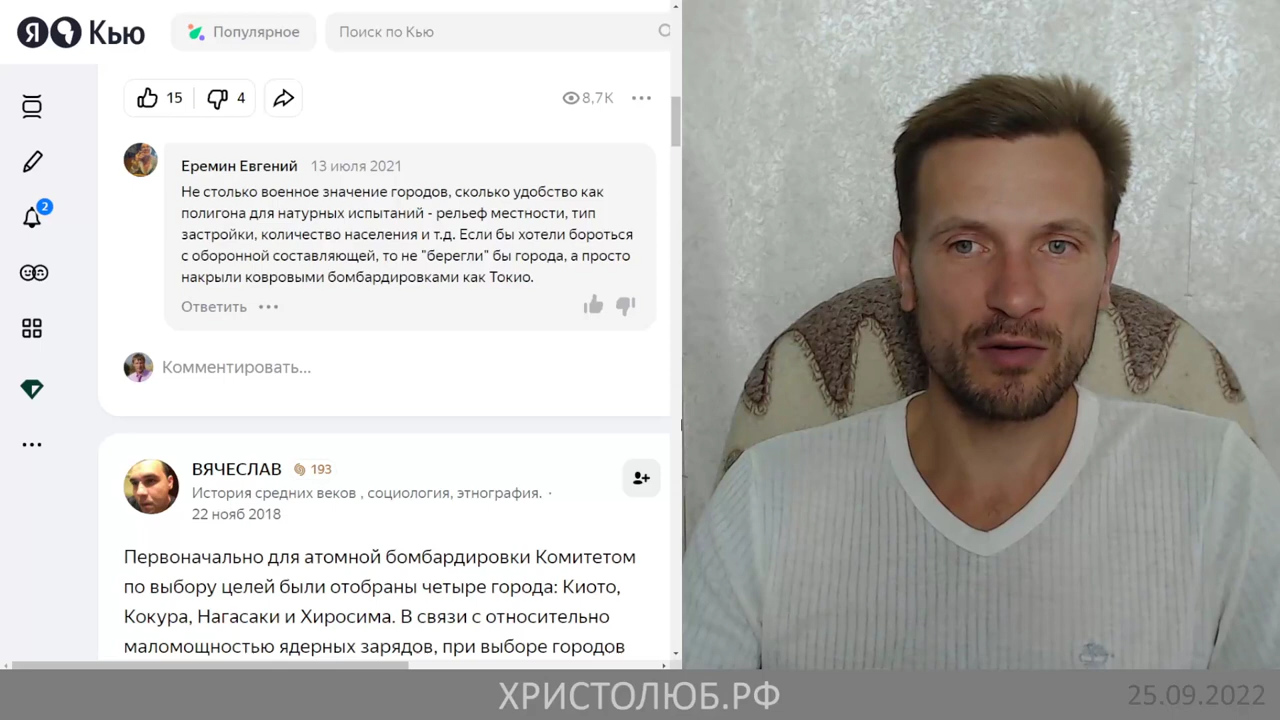 Я Кью
Популярное
Поиск по Кью
15
4
8,7K
2
Еремин Евгений 13 июля 2021
Не столько военное значение городов, сколько удобство как
полигона для натурных испытаний - рельеф местности, тип
застройки, количество населения и т.д. Если бы хотели бороться
с оборонной составляющей, то не "берегли" бы города, а просто
накрыли ковровыми бомбардировками как Токио.
Ответить
Комментировать...
ВЯЧЕСЛАВ 193
История средних веков , социология, этнография. ·
22 нояб 2018
Первоначально для атомной бомбардировки Комитетом
по выбору целей были отобраны четыре города: Киото,
Кокура, Нагасаки и Хиросима. В связи с относительно
маломощностью ядерных зарядов, при выборе городов
ХРИСТОЛЮБ.РФ
25.09.2022